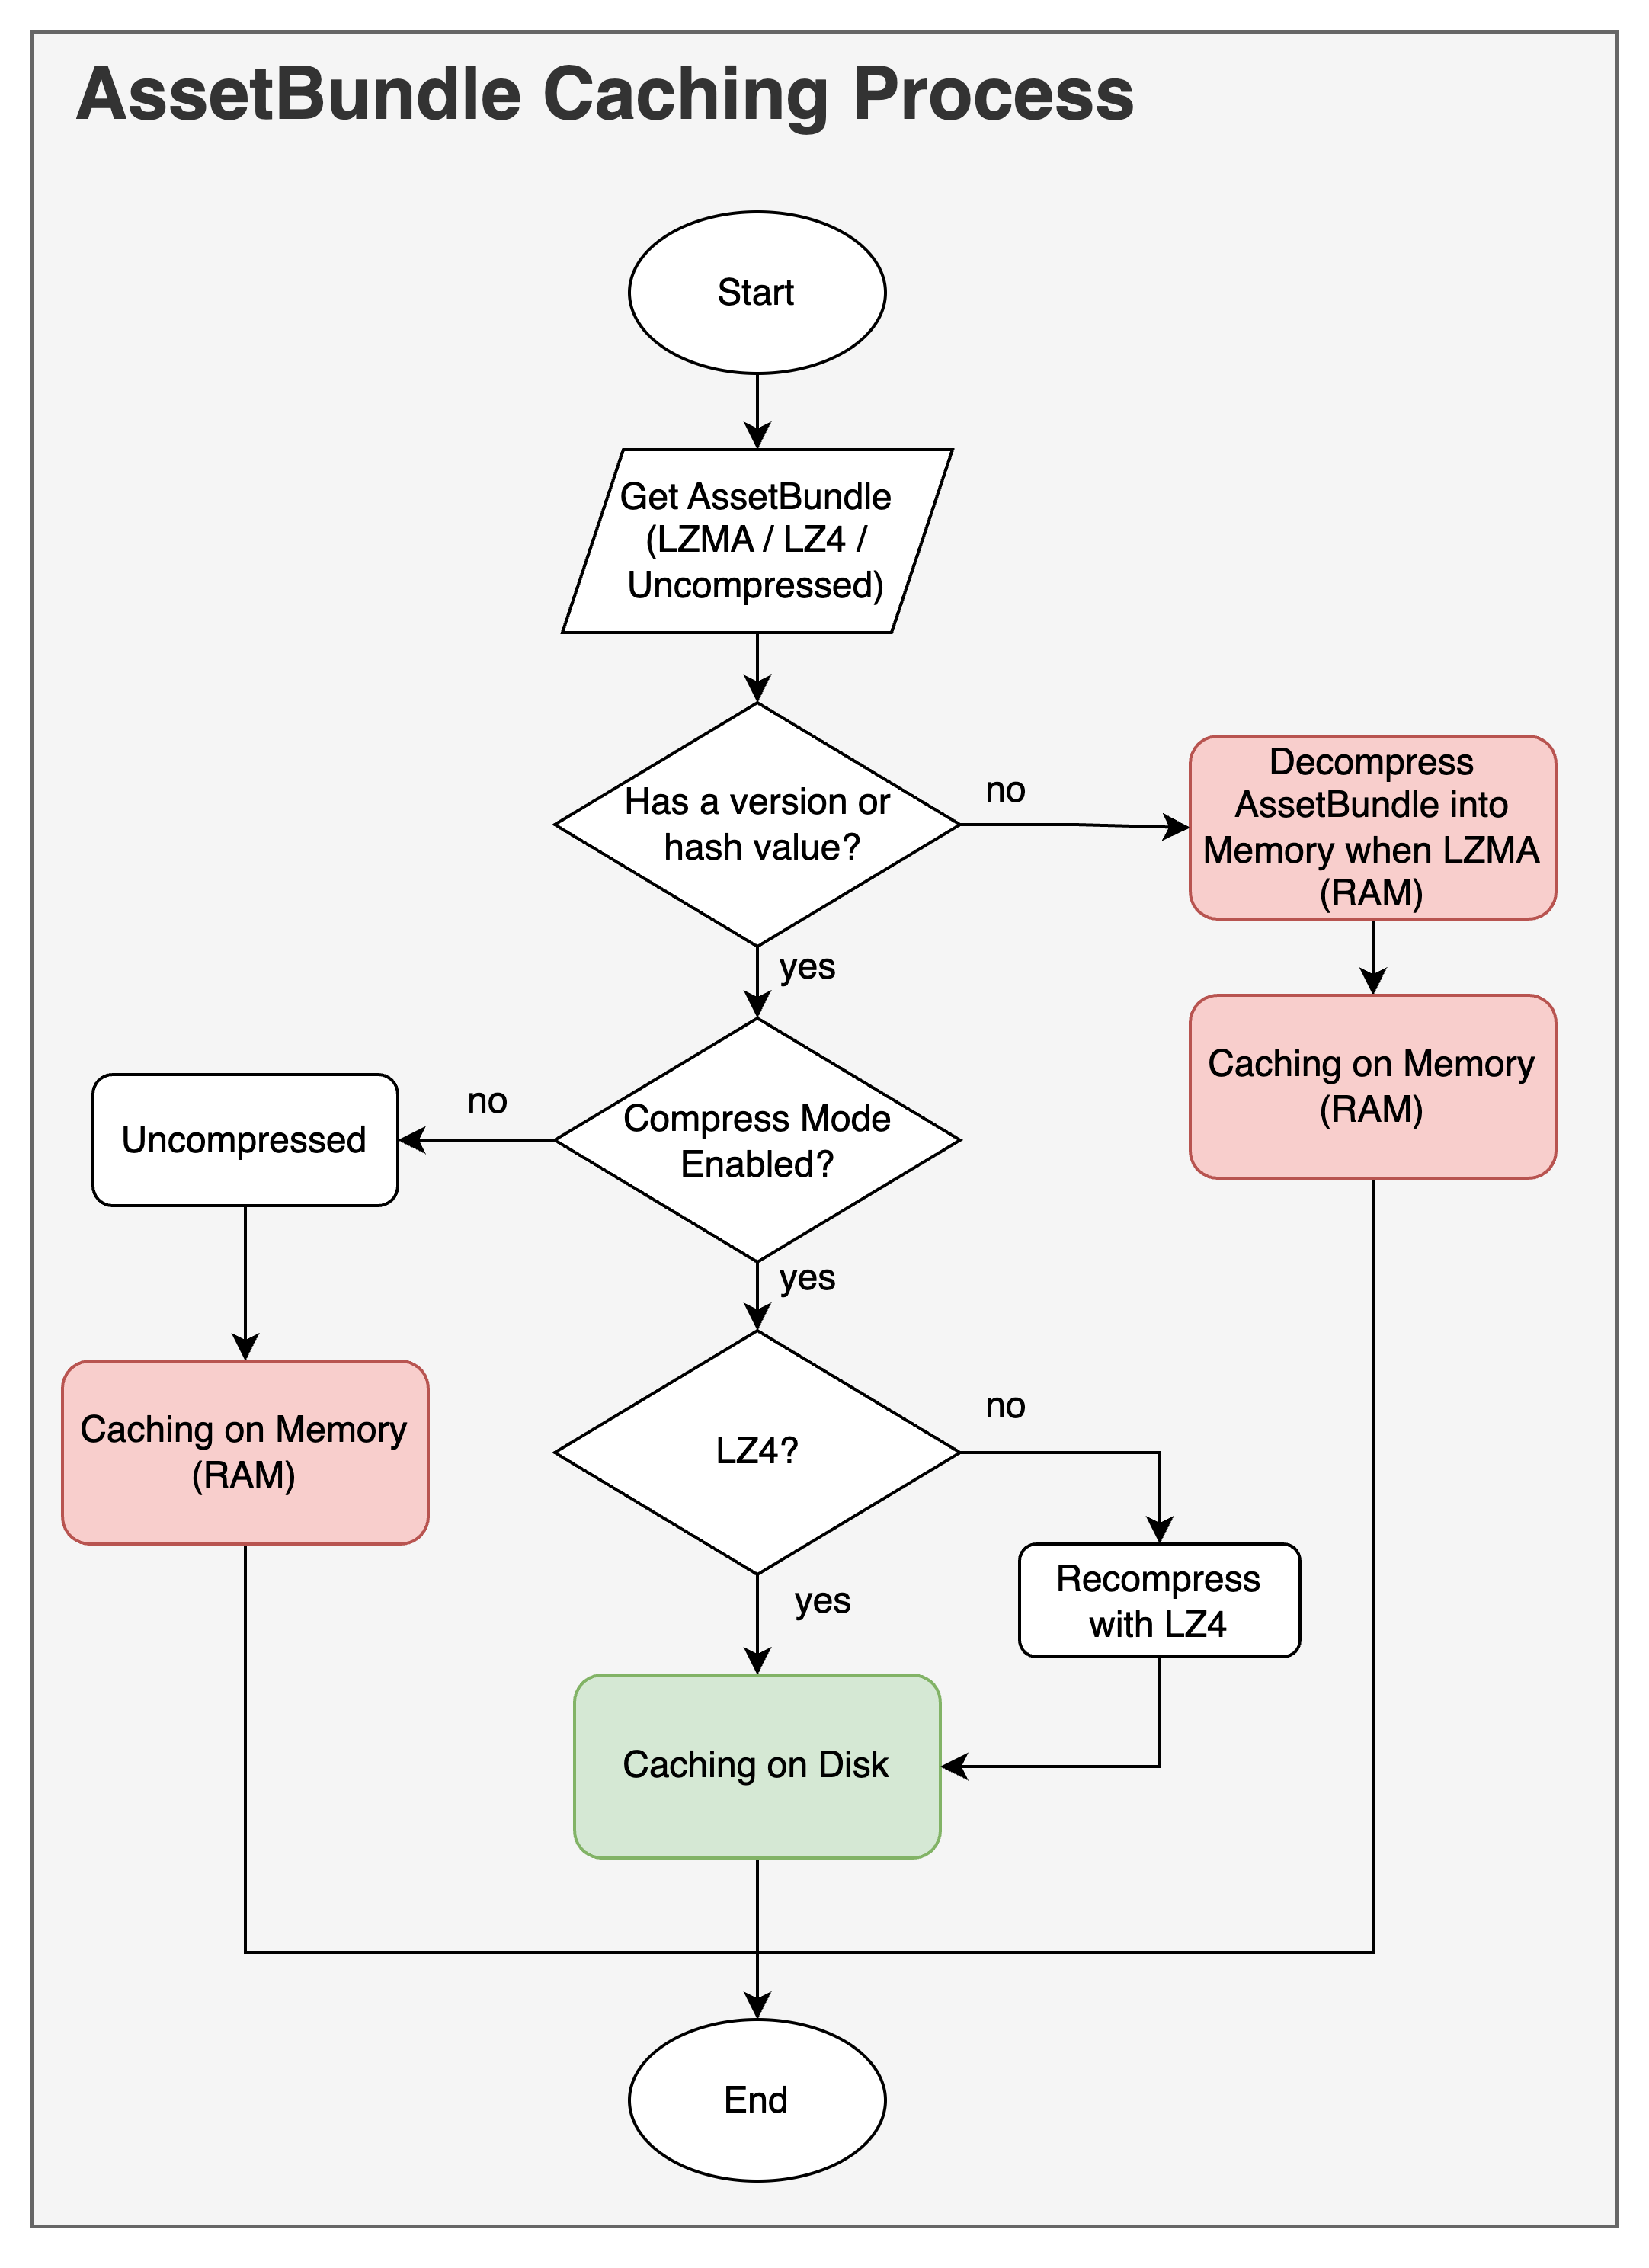 AssetBundle Caching Process
Start
Get AssetBundle
(LZMA / LZ4 /
Uncompressed)
Has a version or
hash value?
no
Decompress
AssetBundle into
Memory when LZMA
(RAM)
yes
Caching on Memory
(RAM)
Compress Mode
Enabled?
no
Uncompressed
yes
Caching on Memory
(RAM)
LZ4?
no
Recompress
with LZ4
yes
Caching on Disk
End